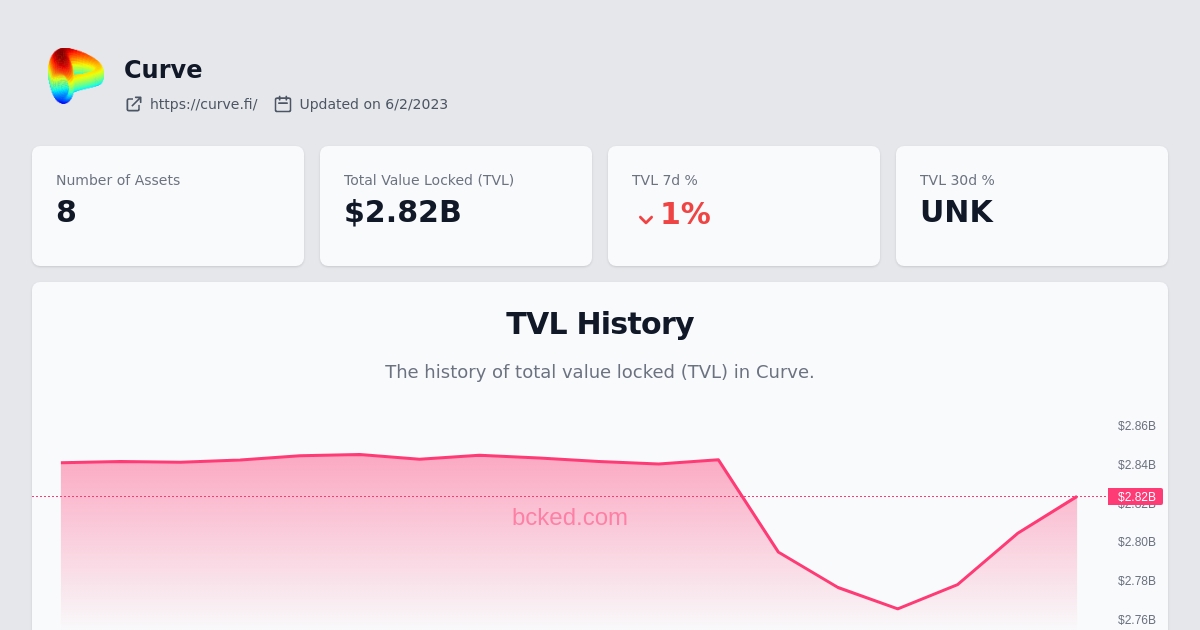 Curve
https://curve.fi/ Updated on 6/2/2023
Number of Assets
8
Total Value Locked (TVL)
$2.82B
TVL 7d %
1%
TVL 30d %
UNK
TVL History
The history of total value locked (TVL) in Curve.
$2.86B
$2.84B
$2.82B
$2.82B
bcked.com
$2.80B
$2.78B
$2.76B